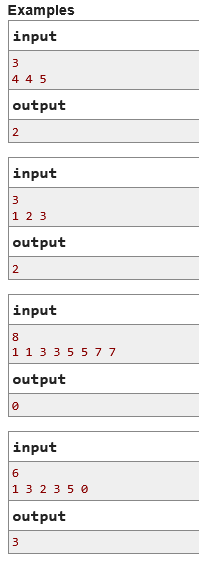 Examples
input
3
4 4 5
output
2
input
3
1 2 3
output
2
input
8
1 1 3 3 5 5 7 7
output
0
input
6
1 3 2 3 5 0
output
3